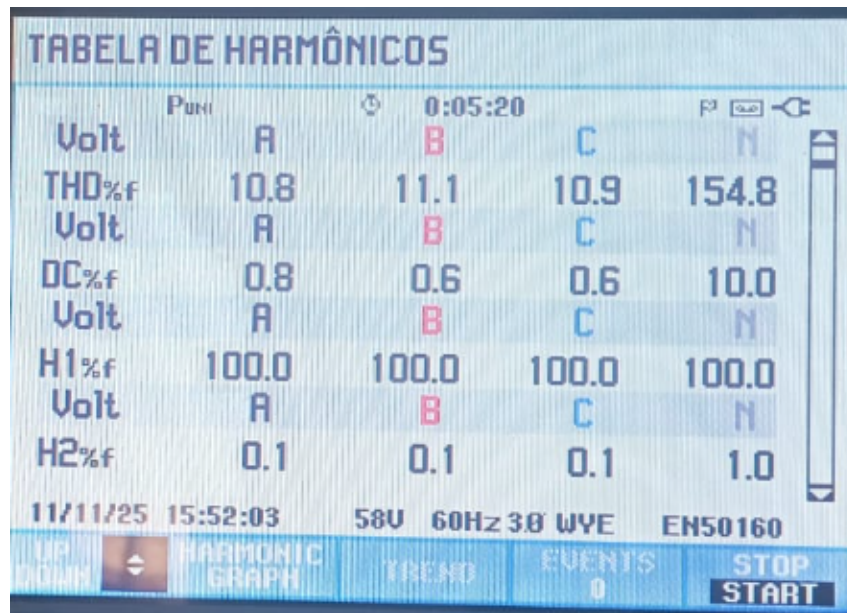 TABELA DE HARMÔNICOS
PUNI 0:05:20
Volt A B C N
THD%f 10.8 11.1 10.9 154.8
Volt A B C N
DC%f 0.8 0.6 0.6 10.0
Volt A B C N
H1%f 100.0 100.0 100.0 100.0
Volt A B C N
H2%f 0.1 0.1 0.1 1.0
11/11/25 15:52:03 58V 60Hz 3Ø WYE EN50160
UP HARMONIC EVENTS STOP
DOWN GRAPH TREND 0 START